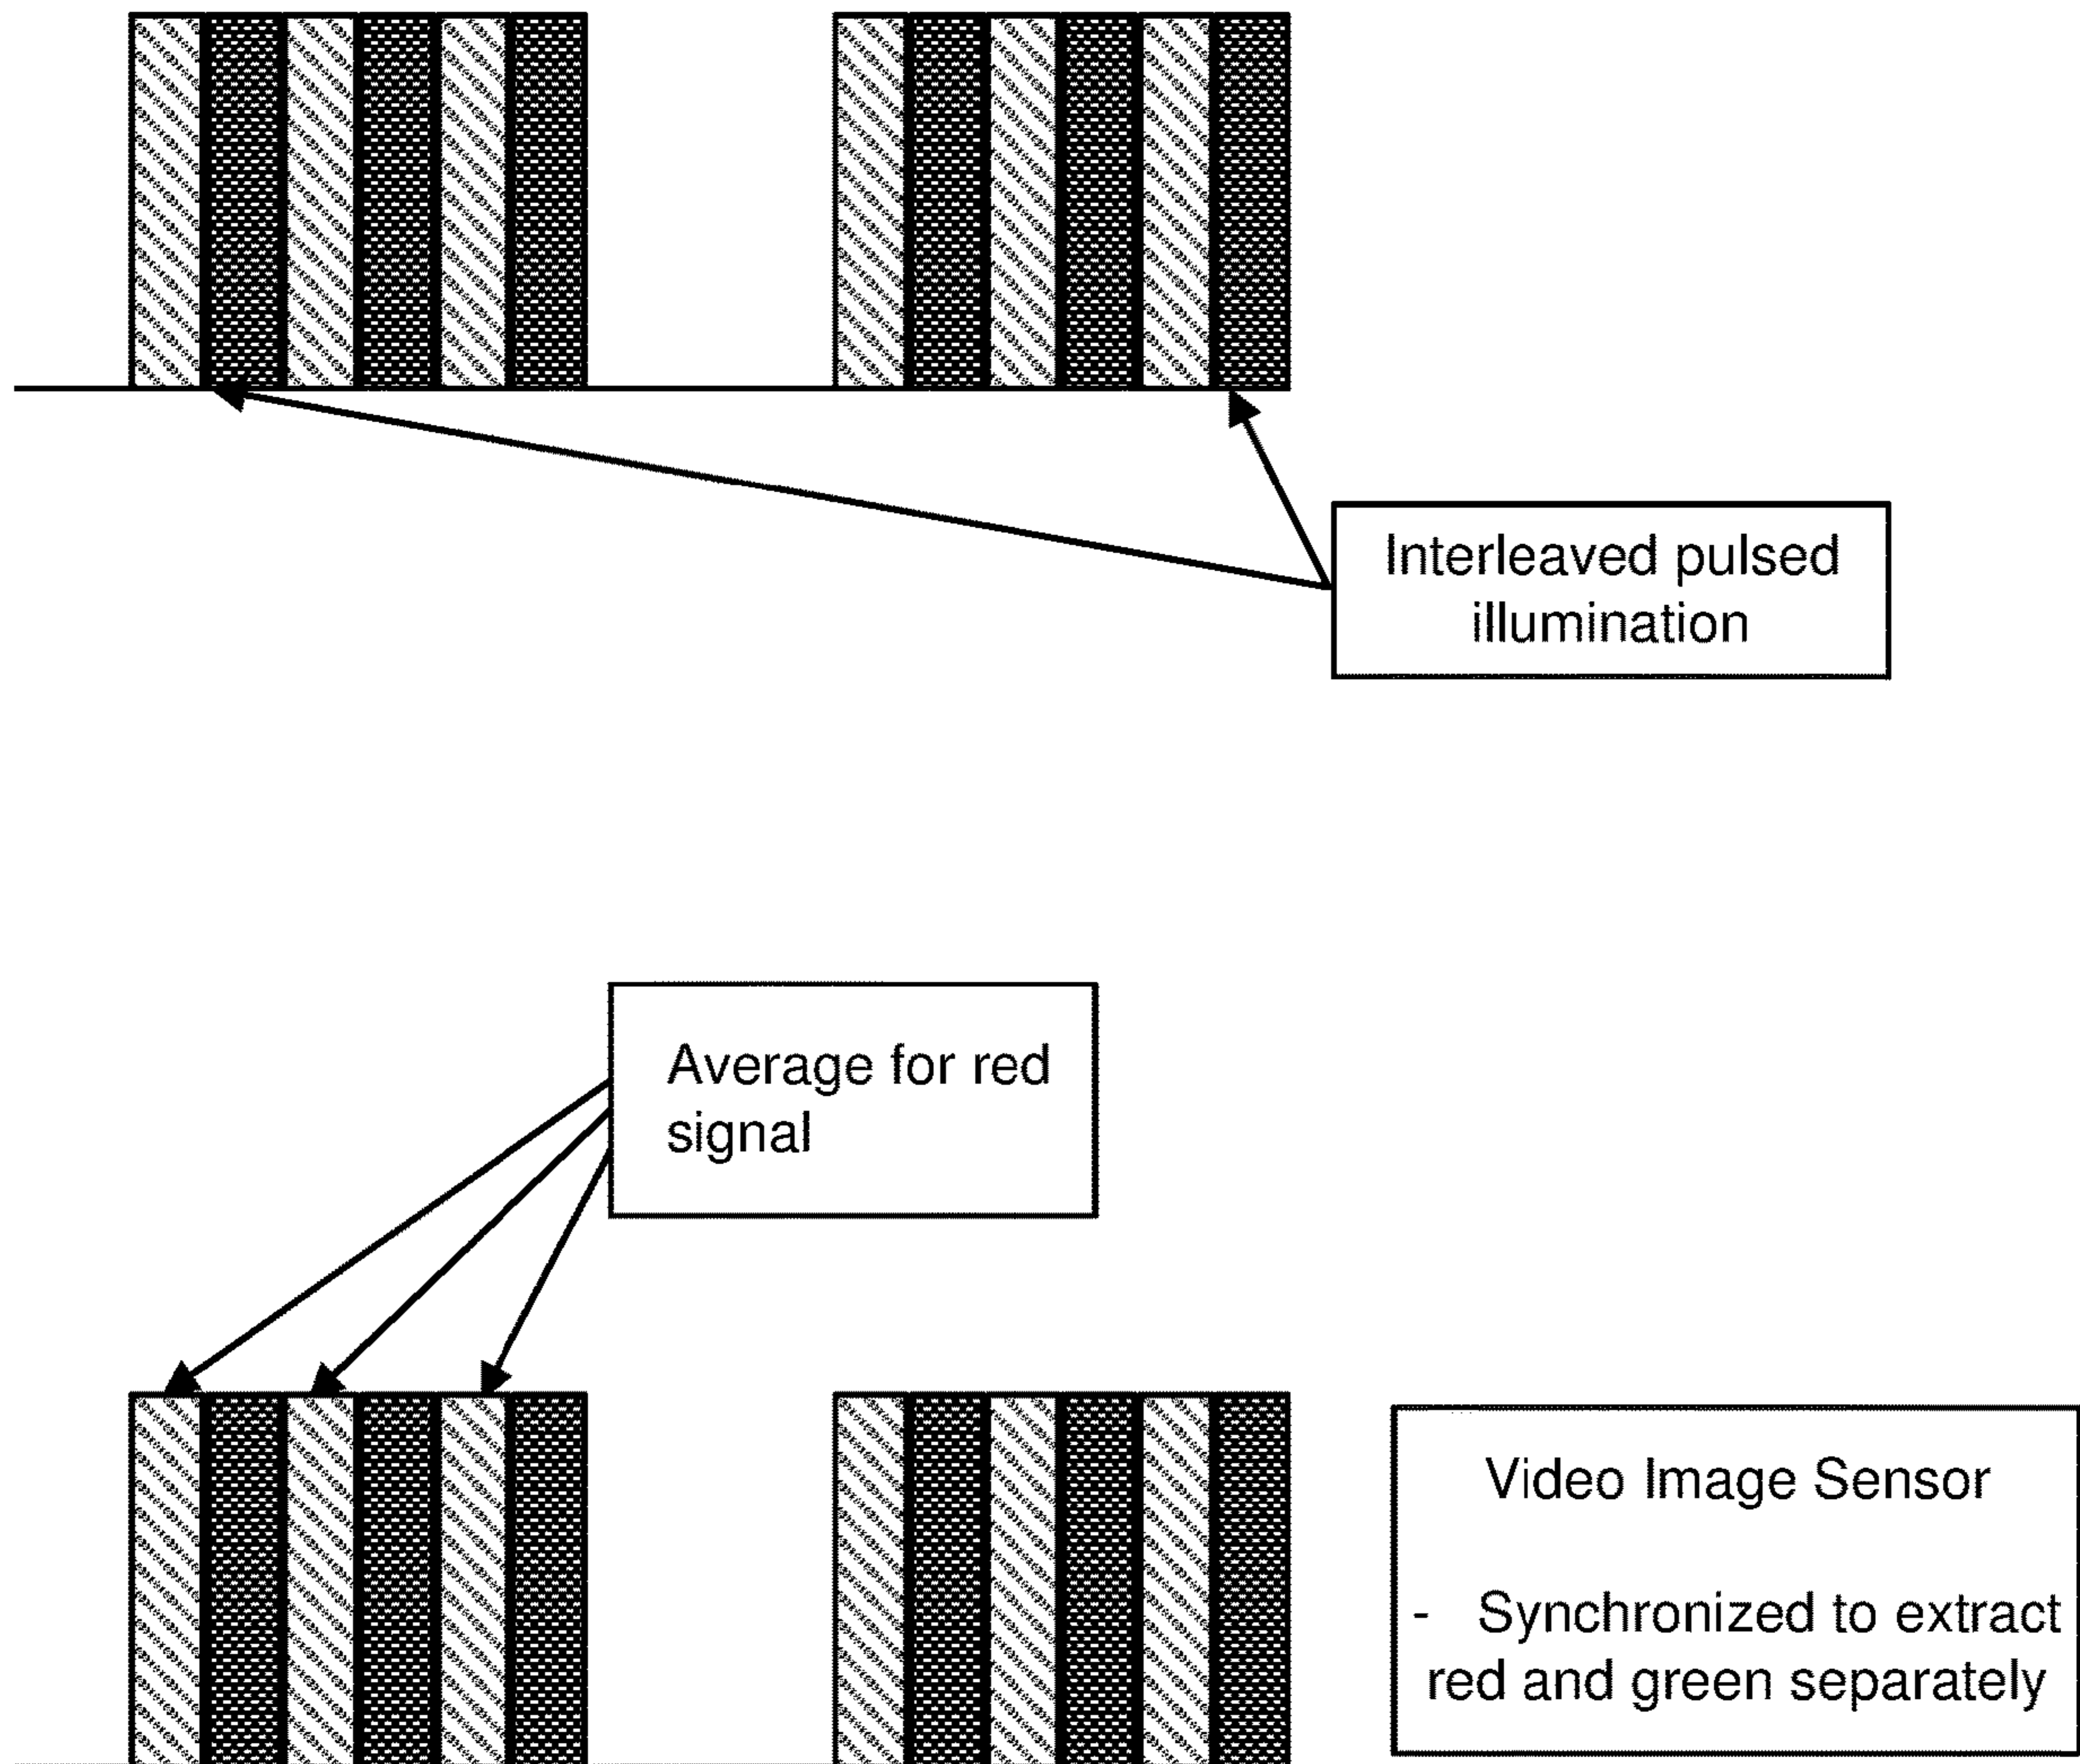 Interleaved pulsed
illumination
Average for red
signal
Video Image Sensor
- Synchronized to extract
red and green separately